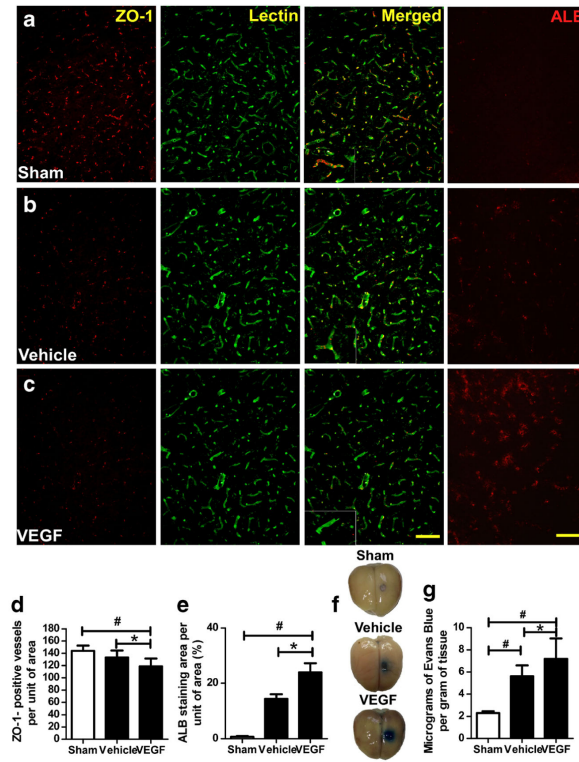 a ZO-1 Lectin Merged ALB
Sham
b
Vehicle
c
VEGF
d
ZO-1- positive vessels
per unit of area
180
160
140
120
100
80
60
40
20
0
#
*
Sham Vehicle VEGF
e
ALB staining area per
unit of area (%)
40
20
0
#
*
Sham Vehicle VEGF
f
Sham
Vehicle
VEGF
g
Micrograms of Evans Blue
per gram of tissue
10
8
6
4
2
0
#
#
*
Sham Vehicle VEGF